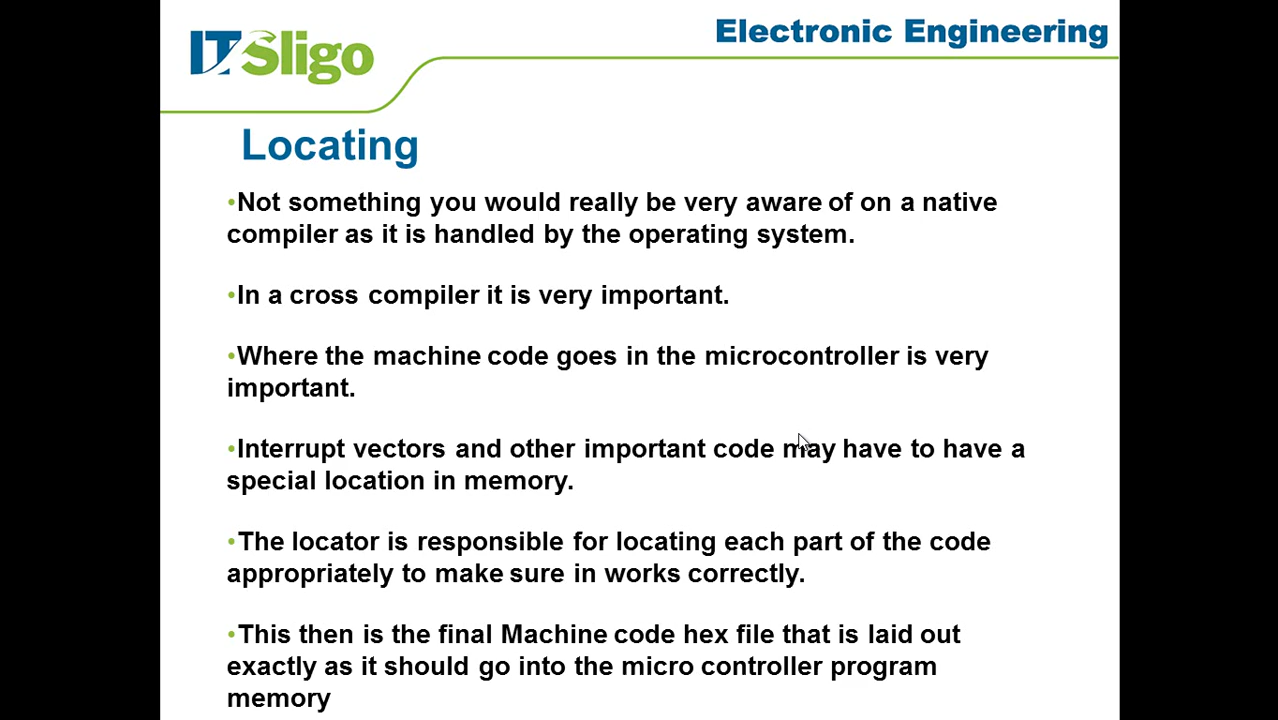 ITSligo
Electronic Engineering
Locating
•Not something you would really be very aware of on a native
compiler as it is handled by the operating system.
•In a cross compiler it is very important.
•Where the machine code goes in the microcontroller is very
important.
•Interrupt vectors and other important code may have to have a
special location in memory.
•The locator is responsible for locating each part of the code
appropriately to make sure in works correctly.
•This then is the final Machine code hex file that is laid out
exactly as it should go into the micro controller program
memory